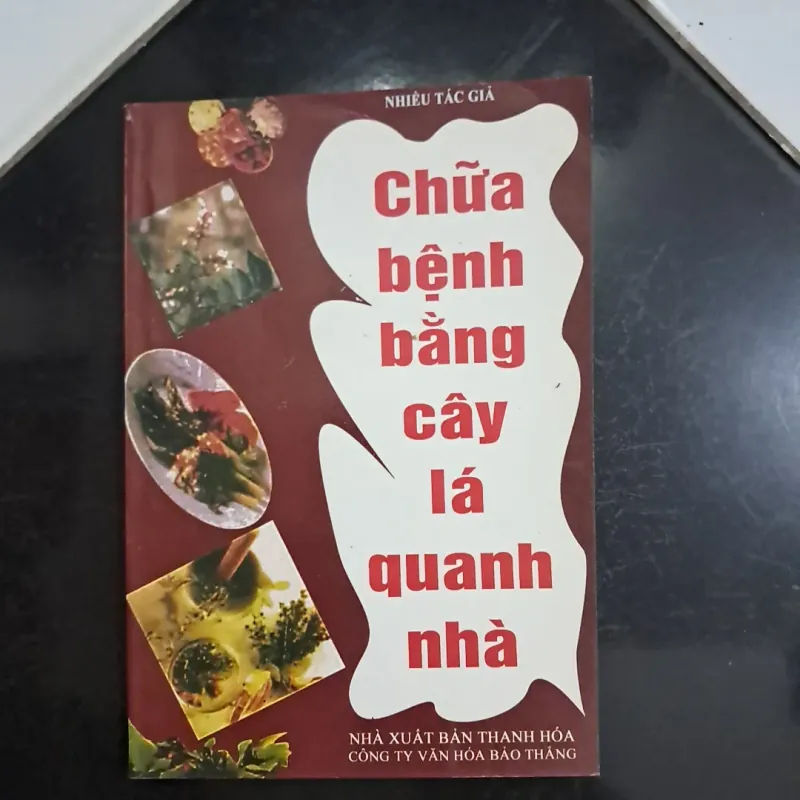 NHIỀU TÁC GIẢ
Chữa
bệnh
bằng
cây
lá
quanh
nhà
NHÀ XUẤT BẢN THANH HÓA
CÔNG TY VĂN HÓA BẢO THẮNG